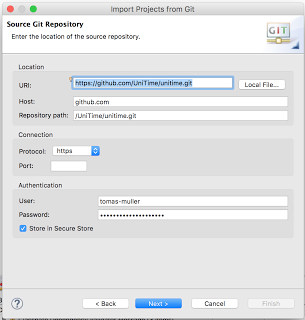 Import Projects from Git
Source Git Repository
Enter the location of the source repository.
GIT
Location
URI: https://github.com/UniTime/unitime.git Local File...
Host: github.com
Repository path: /UniTime/unitime.git
Connection
Protocol: https
Port:
Authentication
User: tomas-muller
Password: ••••••••••••••••••••
Store in Secure Store
? < Back Next > Cancel Finish